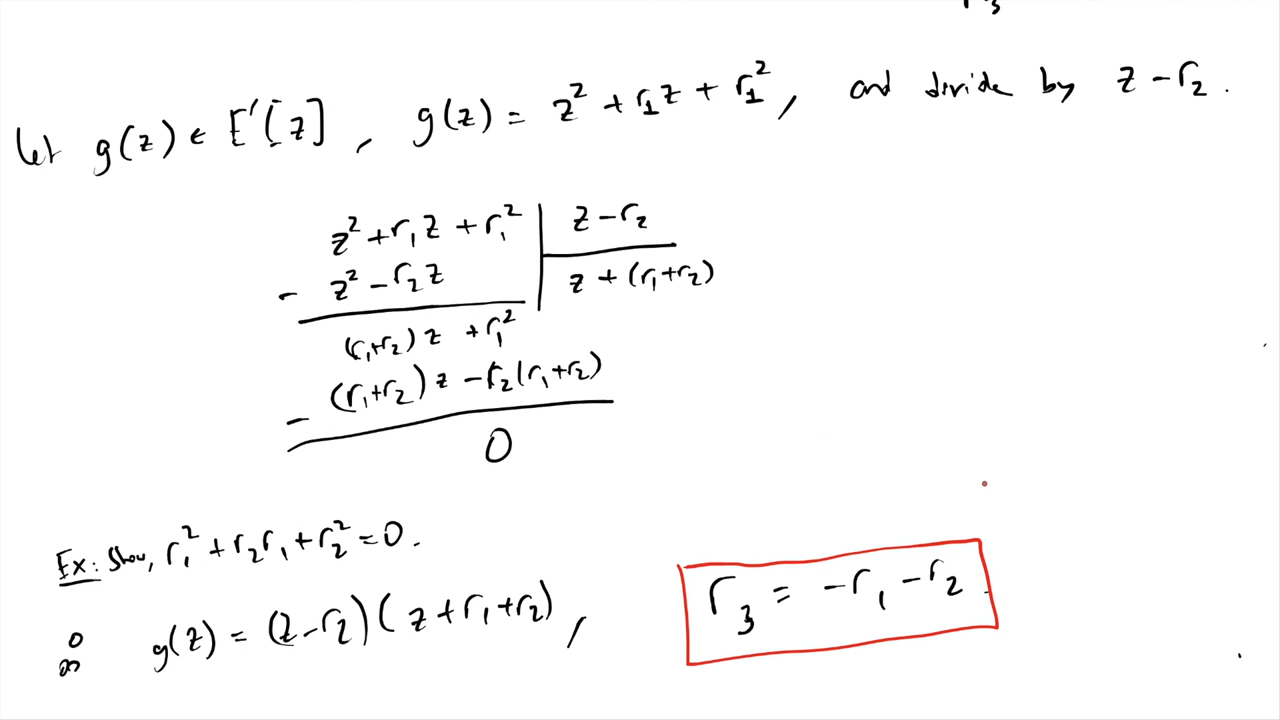 r₃
Let g(z) ∈ E'[z] , g(z) = z² + r₁z + r₁² , and divide by z - r₂ .
z² + r₁z + r₁² | z - r₂
- z² - r₂z | z + (r₁+r₂)
(r₁+r₂) z + r₁²
- (r₁+r₂) z - r₂(r₁+r₂)
0
Ex: Show, r₁² + r₂r₁ + r₂² = 0 .
g(z) = (z - r₂)( z + r₁ + r₂) , r₃ = - r₁ - r₂